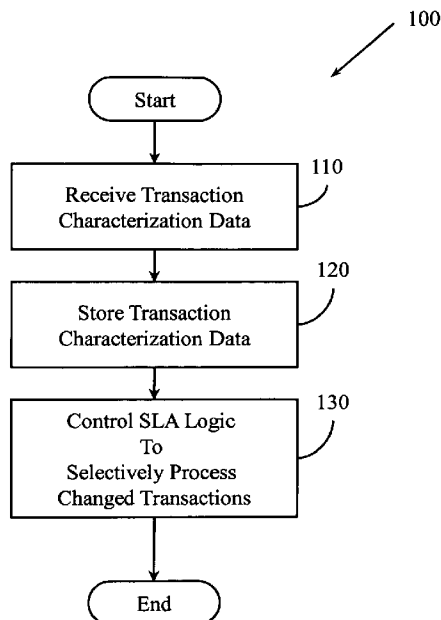 100
Start
110
Receive Transaction
Characterization Data
120
Store Transaction
Characterization Data
130
Control SLA Logic
To
Selectively Process
Changed Transactions
End